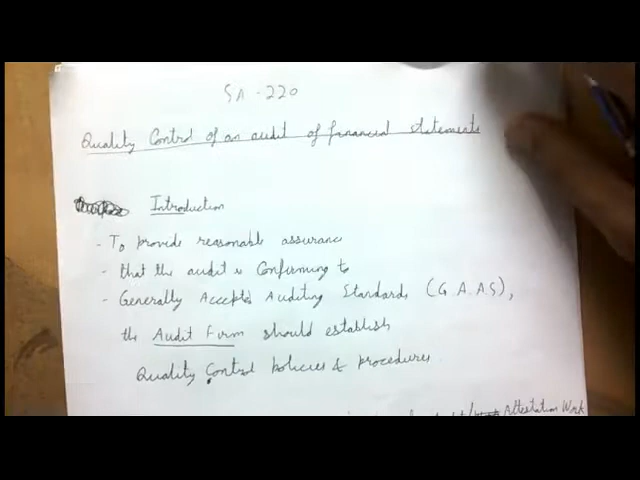 SA - 220
Quality Control of an audit of financial statements
Introduction
- To provide reasonable assurance
- that the audit is Confirming to
- Generally Accepted Auditing Standards (G.A.A.S),
the Audit Firm should establish
Quality Control policies & procedures
Attestation Work